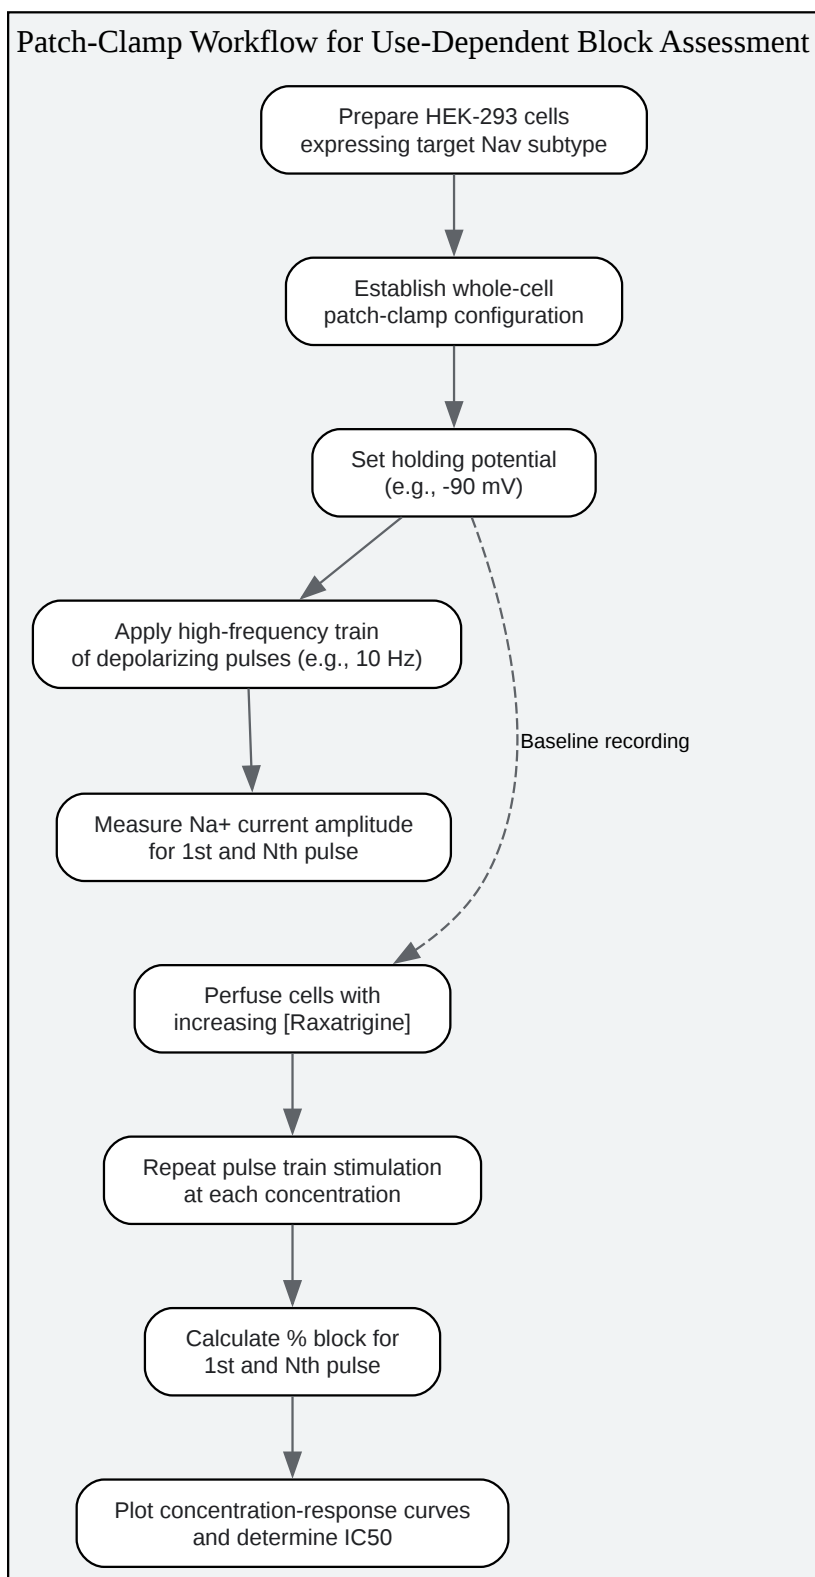 Patch-Clamp Workflow for Use-Dependent Block Assessment
Prepare HEK-293 cells
expressing target Nav subtype
Establish whole-cell
patch-clamp configuration
Set holding potential
(e.g., -90 mV)
Apply high-frequency train
of depolarizing pulses (e.g., 10 Hz)
Baseline recording
Measure Na+ current amplitude
for 1st and Nth pulse
Perfuse cells with
increasing [Raxatrigine]
Repeat pulse train stimulation
at each concentration
Calculate % block for
1st and Nth pulse
Plot concentration-response curves
and determine IC50